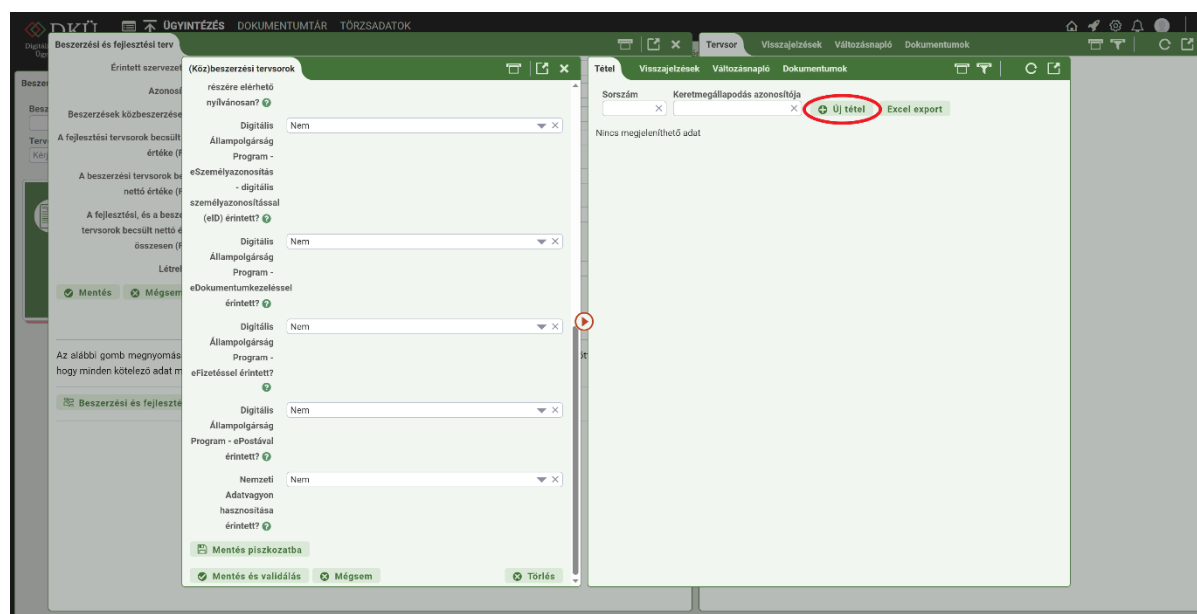 DKÜ ÜGYINTÉZÉS DOKUMENTUMTÁR TÖRZSADATOK
Beszerzési és fejlesztési terv
Tervsor Visszajelzések Változásnapló Dokumentumok
Érintett szervezet
Azonosí
Beszerzések közbeszerzése
A fejlesztési tervsorok becsült
értéke (F
A beszerzési tervsorok be
nettó értéke (F
A fejlesztési, és a besze
tervsorok becsült nettó é
összesen (F
Létrel
Mentés Mégsem
Az alábbi gomb megnyomás
hogy minden kötelező adat m
Beszerzési és fejleszté
(Köz)beszerzési tervsorok
részére elérhető
nyilvánosan?
Digitális Nem
Állampolgárság
Program -
eSzemélyazonosítás
- digitális
személyazonosítással
(eID) érintett?
Digitális Nem
Állampolgárság
Program -
eDokumentumkezeléssel
érintett?
Digitális Nem
Állampolgárság
Program -
eFizetéssel érintett?
Digitális Nem
Állampolgárság
Program - ePostával
érintett?
Nemzeti Nem
Adatvagyon
hasznosítása
érintett?
Mentés piszkozatba
Mentés és validálás Mégsem Törlés
Tétel Visszajelzések Változásnapló Dokumentumok
Sorszám Keretmegállapodás azonosítója
Új tétel Excel export
Nincs megjeleníthető adat